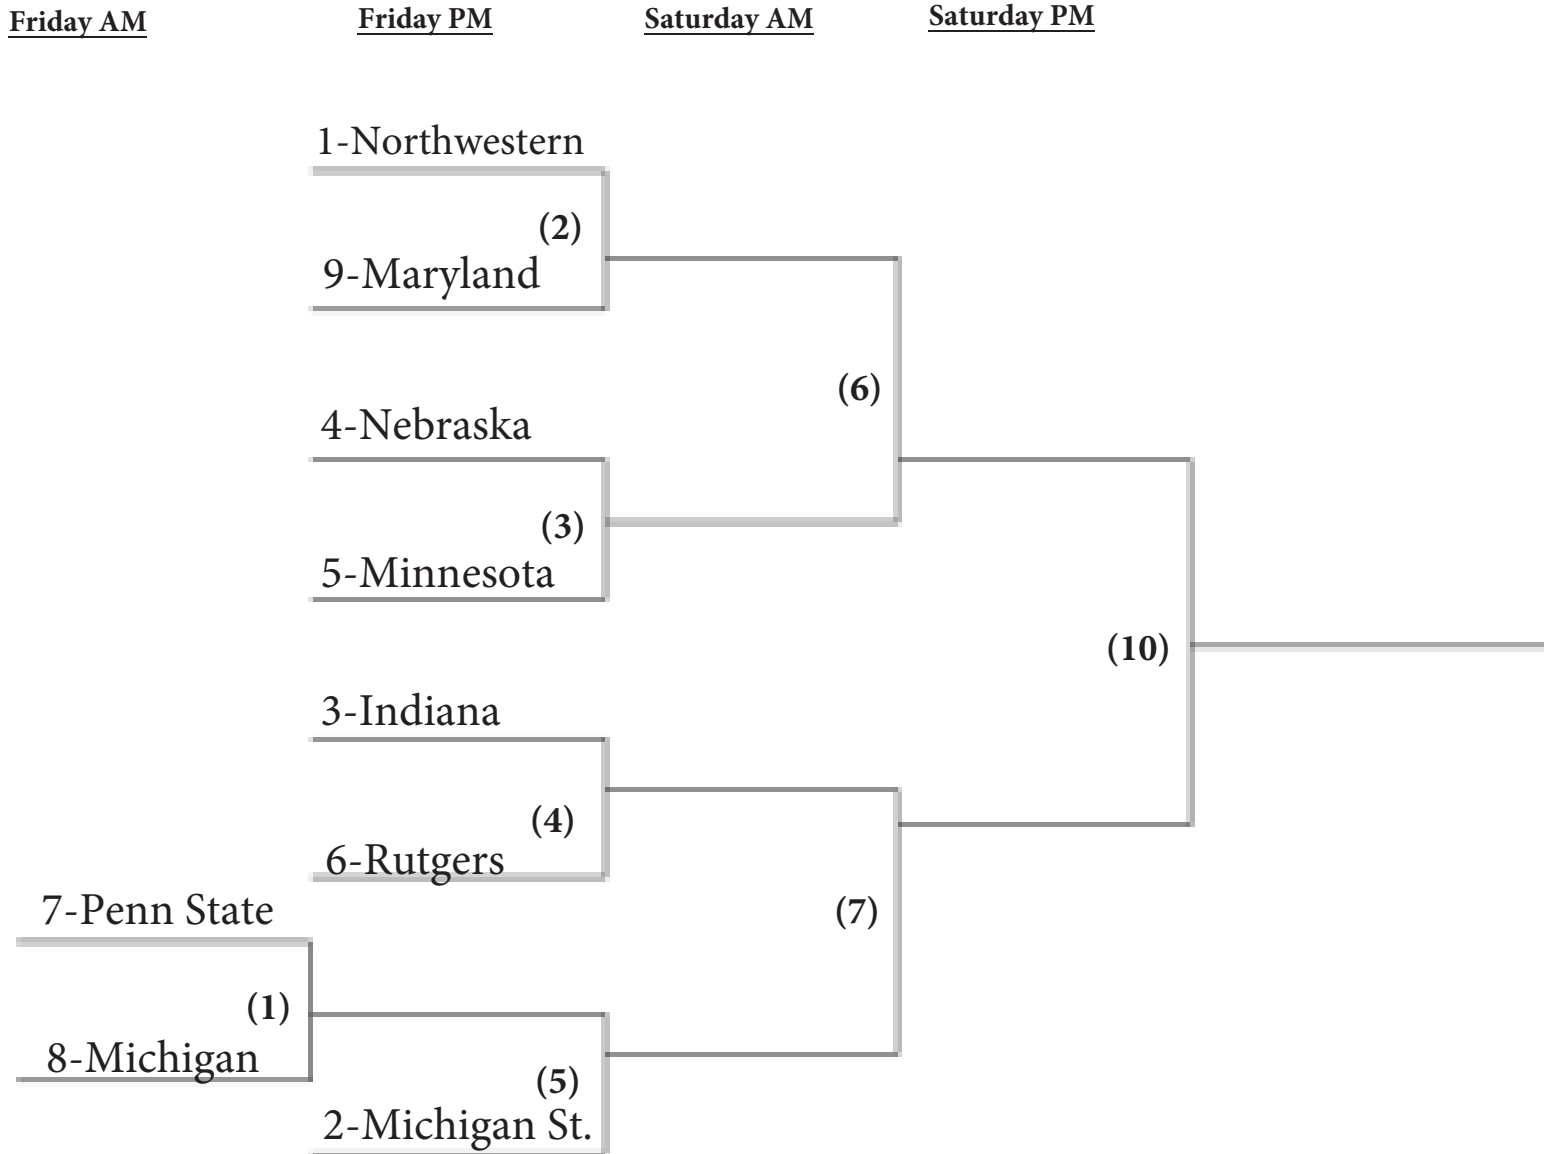 Friday AM
Friday PM
Saturday AM
Saturday PM
1-Northwestern
(2)
9-Maryland
(6)
4-Nebraska
(3)
5-Minnesota
(10)
3-Indiana
(4)
6-Rutgers
7-Penn State
(7)
(1)
8-Michigan
(5)
2-Michigan St.